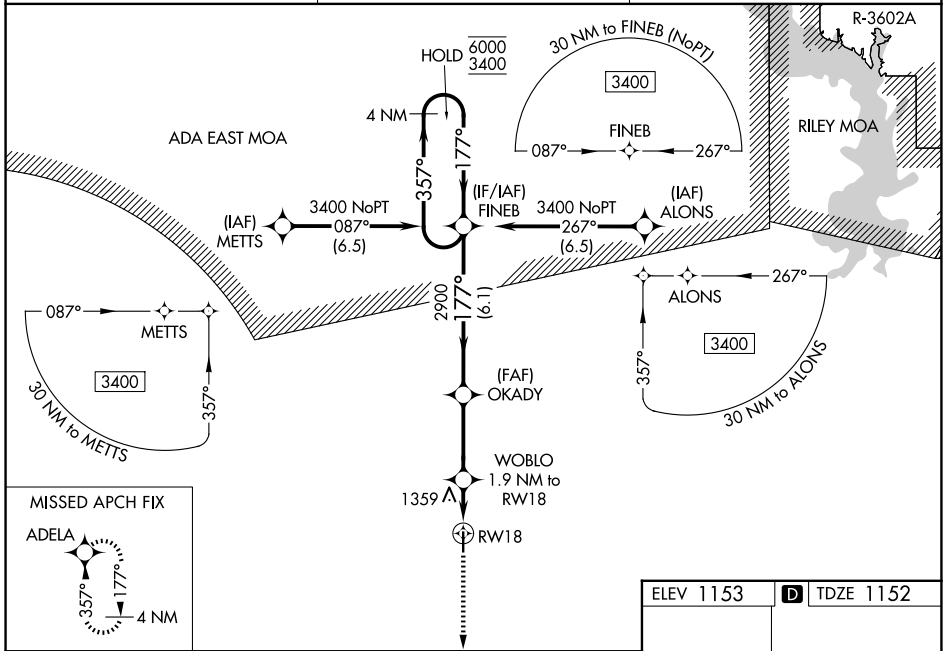 R-3602A
30 NM to FINEB (NoPT)
3400
FINEB
087°
267°
HOLD
6000
3400
4 NM
ADA EAST MOA
RILEY MOA
357°
177°
(IAF)
METTS
3400 NoPT
087°
(6.5)
(IF/IAF)
FINEB
3400 NoPT
267°
(6.5)
(IAF)
ALONS
2900
177°
(6.1)
087°
METTS
3400
357°
30 NM to METTS
267°
ALONS
3400
357°
30 NM to ALONS
(FAF)
OKADY
WOBLO
1.9 NM to
RW18
1359
RW18
MISSED APCH FIX
ADELA
357°
177°
4 NM
ELEV 1153
D
TDZE 1152